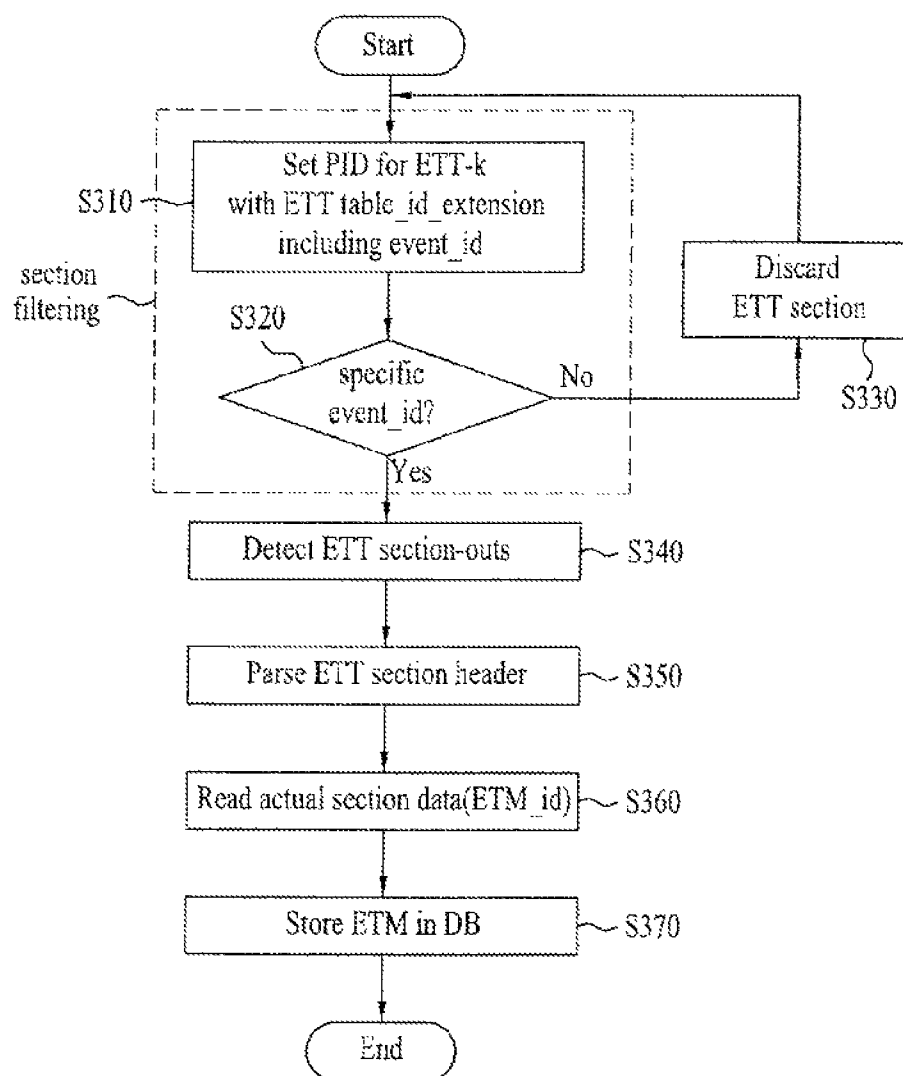 Start
Set PID for ETT-k
with ETT table_id_extension
including event_id
S310
section
filtering
S320
specific
event_id?
No
Yes
Discard
ETT section
S330
Detect ETT section-outs
S340
Parse ETT section header
S350
Read actual section data(ETM_id)
S360
Store ETM in DB
S370
End